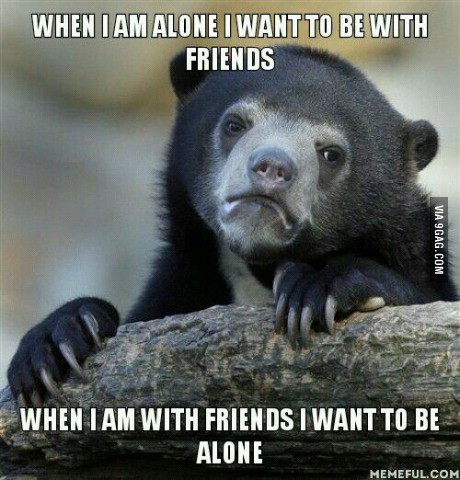 WHEN I AM ALONE I WANT TO BE WITH
FRIENDS
VIA 9GAG.COM
WHEN I AM WITH FRIENDS I WANT TO BE
ALONE
MEMEFUL.COM